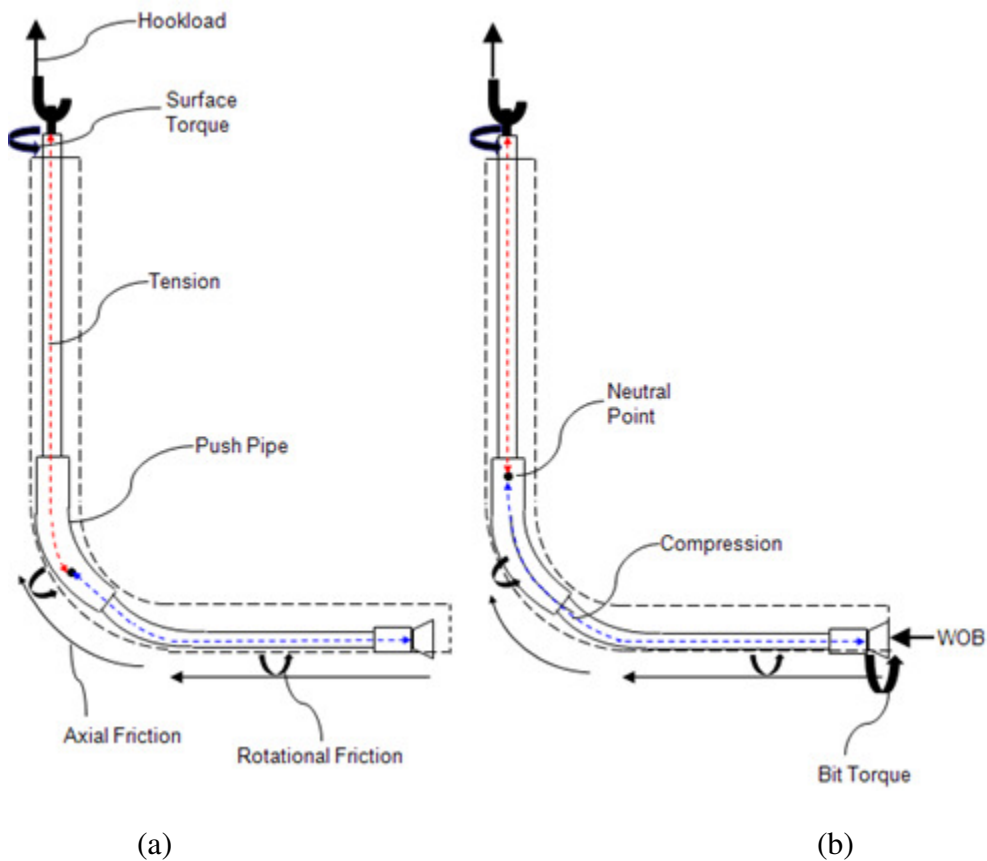 Hookload
Surface
Torque
Tension
Push Pipe
Axial Friction
Rotational Friction
Neutral
Point
Compression
WOB
Bit Torque
(a)
(b)